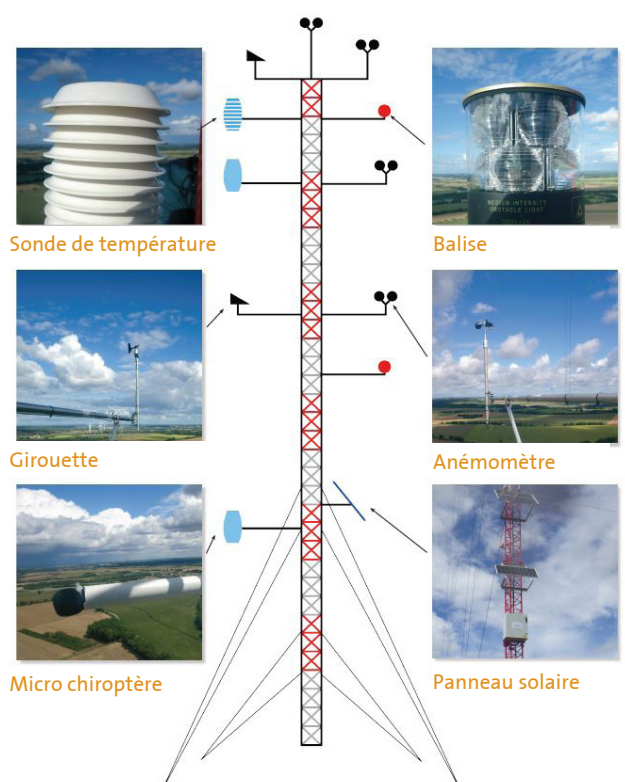 MEDIUM INTENSITY
OBSTACLE LIGHT
Sonde de température
Balise
Girouette
Anémomètre
Micro chiroptère
Panneau solaire